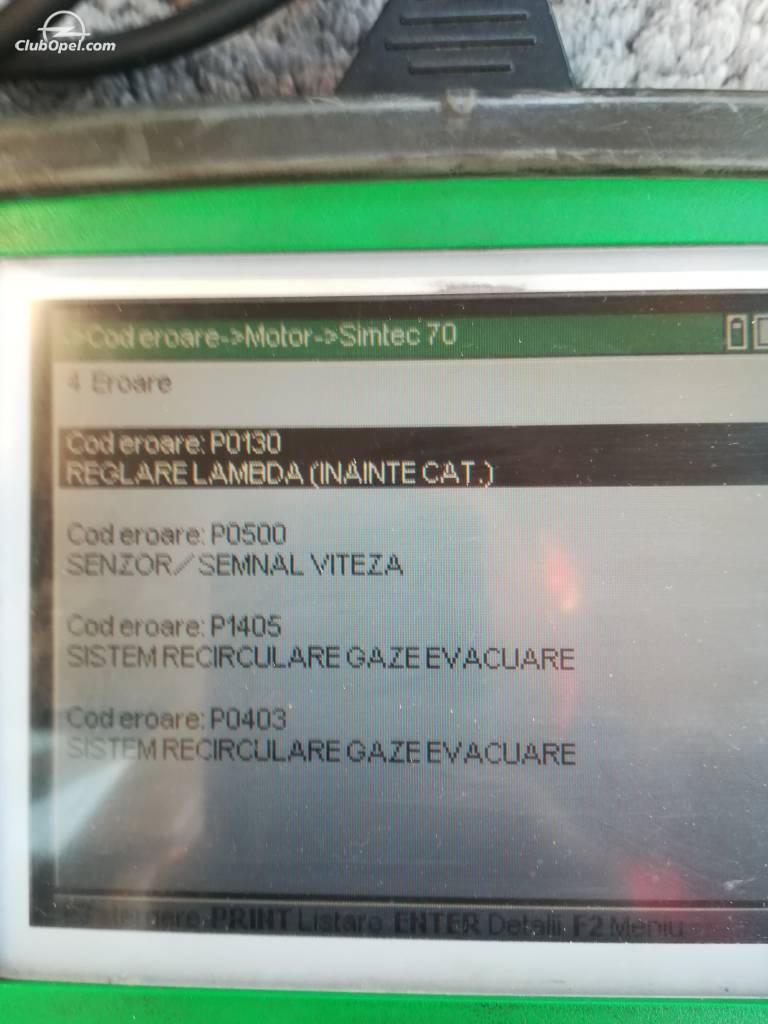 ClubOpel.com
->Cod eroare->Motor->Simtec 70
4 Eroare
Cod eroare: P0130
REGLARE LAMBDA (INAINTE CAT.)
Cod eroare: P0500
SENZOR/SEMNAL VITEZA
Cod eroare: P1405
SISTEM RECIRCULARE GAZE EVACUARE
Cod eroare: P0403
SISTEM RECIRCULARE GAZE EVACUARE
PRINT Listare ENTER Detalii F2 Meniu